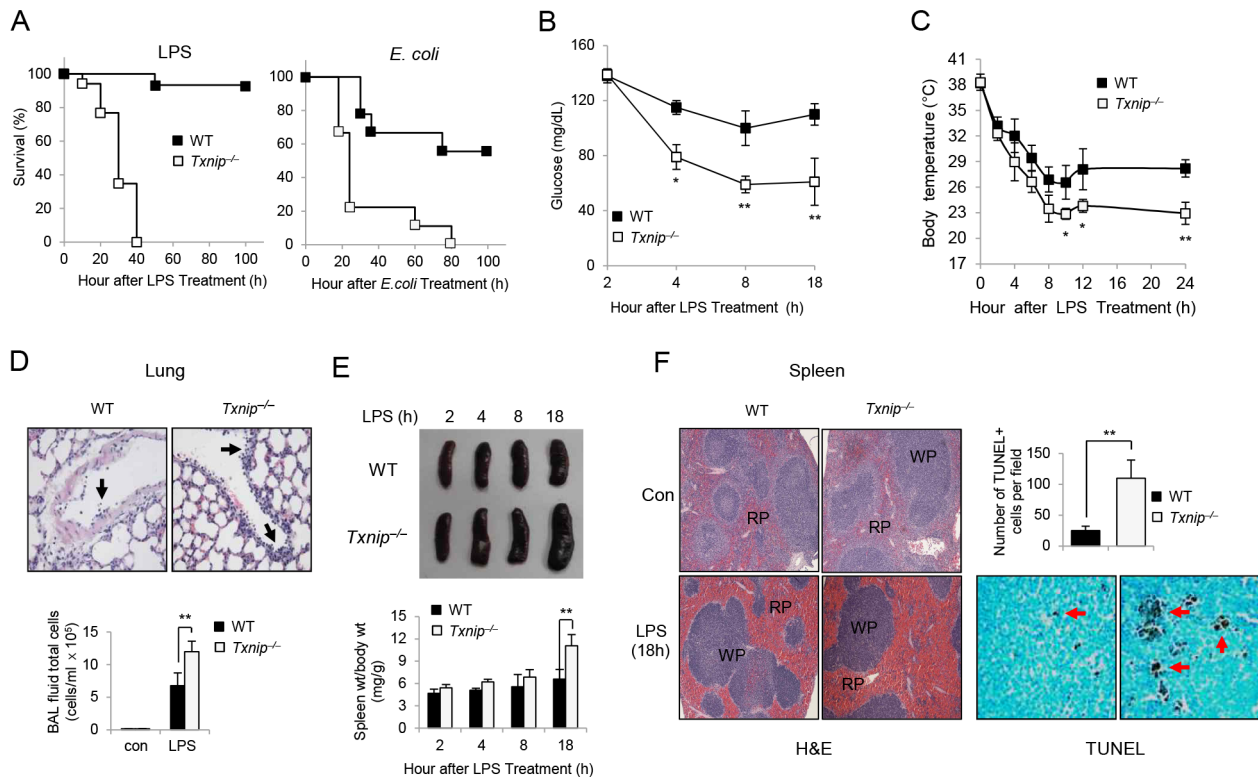 A
LPS
Survival (%)
100
80
60
40
20
0
WT
Txnip–/–
0 20 40 60 80 100
Hour after LPS Treatment (h)
E. coli
100
80
60
40
20
0
0 20 40 60 80 100
Hour after E.coli Treatment (h)
B
Glucose (mg/dL)
160
120
80
40
0
*
**
**
WT
Txnip–/–
2 4 8 18
Hour after LPS Treatment (h)
C
Body temperature (°C)
41
38
35
32
29
26
23
20
17
WT
Txnip–/–
*
*
**
0 4 8 12 16 20 24
Hour after LPS Treatment (h)
D
Lung
WT Txnip–/–
BAL fluid total cells
(cells/ml x 10⁵)
15
10
5
0
**
WT
Txnip–/–
con LPS
E
LPS (h) 2 4 8 18
WT
Txnip–/–
Spleen wt/body wt
(mg/g)
15
12
9
6
3
0
WT
Txnip–/–
**
2 4 8 18
Hour after LPS Treatment (h)
F
Spleen
WT Txnip–/–
Con
RP
WP
RP
LPS
(18h)
RP
WP
WP
RP
H&E
Number of TUNEL+
cells per field
150
100
50
0
**
WT
Txnip–/–
TUNEL